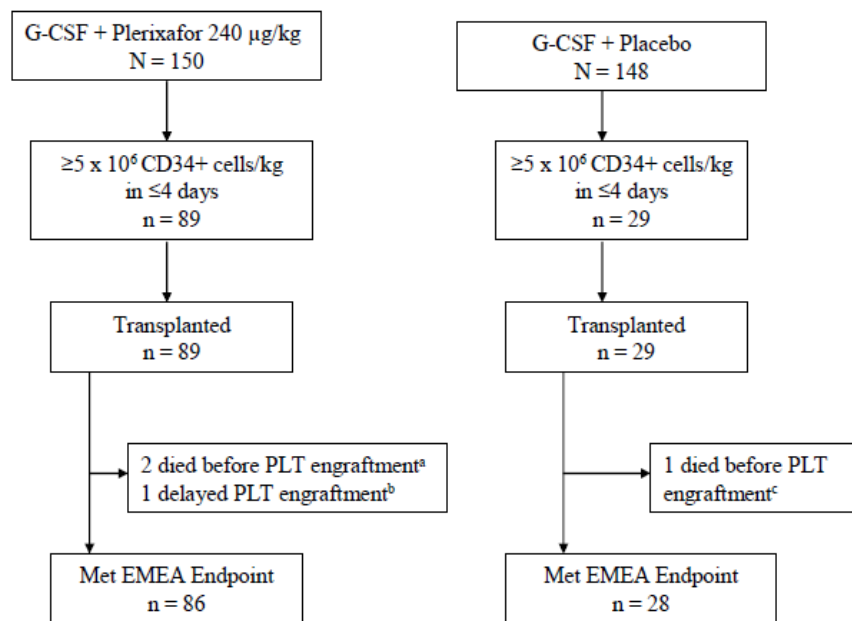 G-CSF + Plerixafor 240 µg/kg
N = 150
≥5 x 10⁶ CD34+ cells/kg
in ≤4 days
n = 89
Transplanted
n = 89
2 died before PLT engraftmentᵃ
1 delayed PLT engraftmentᵇ
Met EMEA Endpoint
n = 86
G-CSF + Placebo
N = 148
≥5 x 10⁶ CD34+ cells/kg
in ≤4 days
n = 29
Transplanted
n = 29
1 died before PLT
engraftmentᶜ
Met EMEA Endpoint
n = 28